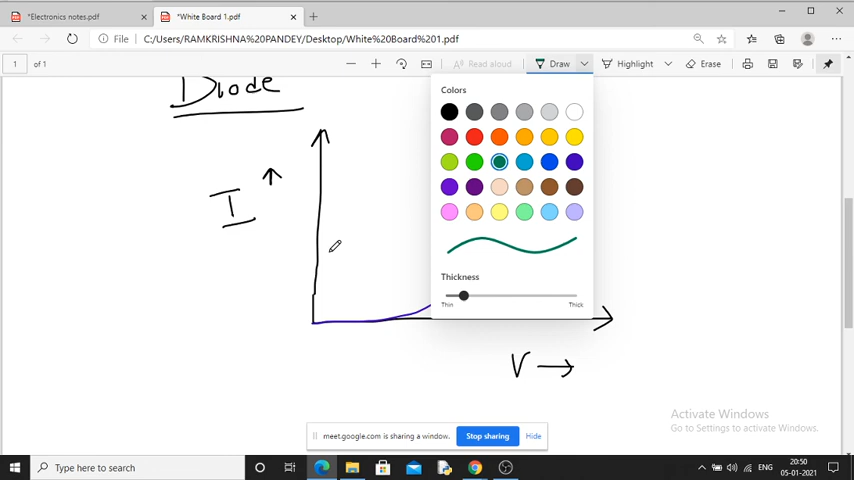 *Electronics notes.pdf
*White Board 1.pdf
File
C:/Users/RAMKRISHNA%20PANDEY/Desktop/White%20Board%201.pdf
1 of 1
Read aloud
Draw
Highlight
Erase
Diode
Colors
I
Thickness
Thin
Thick
V
Activate Windows
Go to Settings to activate Windows.
meet.google.com is sharing a window.
Stop sharing
Hide
Type here to search
ENG
20:50
05-01-2021